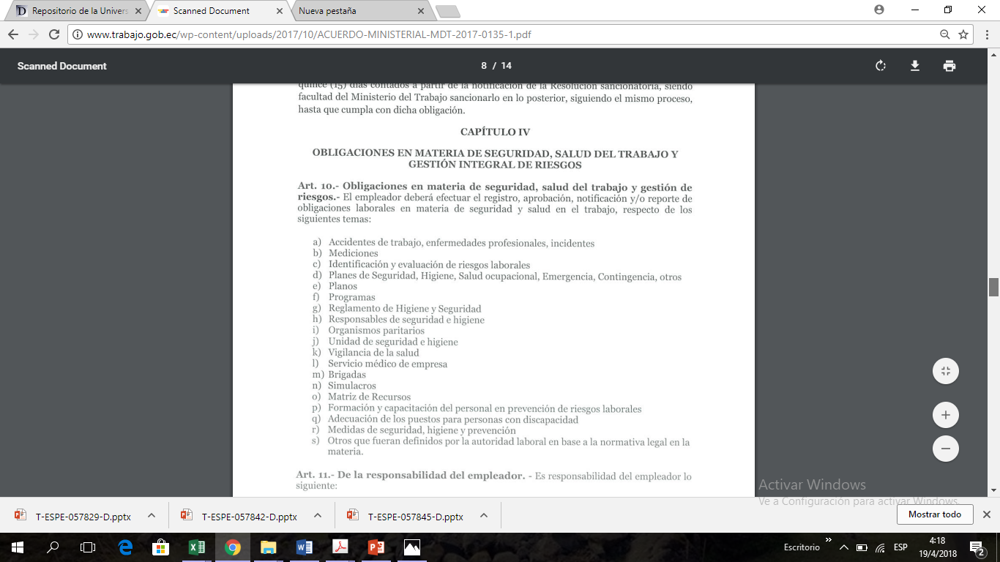 Repositorio de la Univers
Scanned Document
Nueva pestaña
www.trabajo.gob.ec/wp-content/uploads/2017/10/ACUERDO-MINISTERIAL-MDT-2017-0135-1.pdf
Scanned Document
8 / 14
quince (15) días contados a partir de la notificación de la Resolución sancionatoria, siendo
facultad del Ministerio del Trabajo sancionarlo en lo posterior, siguiendo el mismo proceso,
hasta que cumpla con dicha obligación.
CAPÍTULO IV
OBLIGACIONES EN MATERIA DE SEGURIDAD, SALUD DEL TRABAJO Y
GESTIÓN INTEGRAL DE RIESGOS
Art. 10.- Obligaciones en materia de seguridad, salud del trabajo y gestión de
riesgos.- El empleador deberá efectuar el registro, aprobación, notificación y/o reporte de
obligaciones laborales en materia de seguridad y salud en el trabajo, respecto de los
siguientes temas:
a) Accidentes de trabajo, enfermedades profesionales, incidentes
b) Mediciones
c) Identificación y evaluación de riesgos laborales
d) Planes de Seguridad, Higiene, Salud ocupacional, Emergencia, Contingencia, otros
e) Planos
f) Programas
g) Reglamento de Higiene y Seguridad
h) Responsables de seguridad e higiene
i) Organismos paritarios
j) Unidad de seguridad e higiene
k) Vigilancia de la salud
l) Servicio médico de empresa
m) Brigadas
n) Simulacros
o) Matriz de Recursos
p) Formación y capacitación del personal en prevención de riesgos laborales
q) Adecuación de los puestos para personas con discapacidad
r) Medidas de seguridad, higiene y prevención
s) Otros que fueran definidos por la autoridad laboral en base a la normativa legal en la
materia.
Art. 11.- De la responsabilidad del empleador. - Es responsabilidad del empleador lo
siguiente:
Activar Windows
Ve a Configuración para activar Windows.
T-ESPE-057829-D.pptx
T-ESPE-057842-D.pptx
T-ESPE-057845-D.pptx
Mostrar todo
Escritorio
ESP
4:18
19/4/2018
2